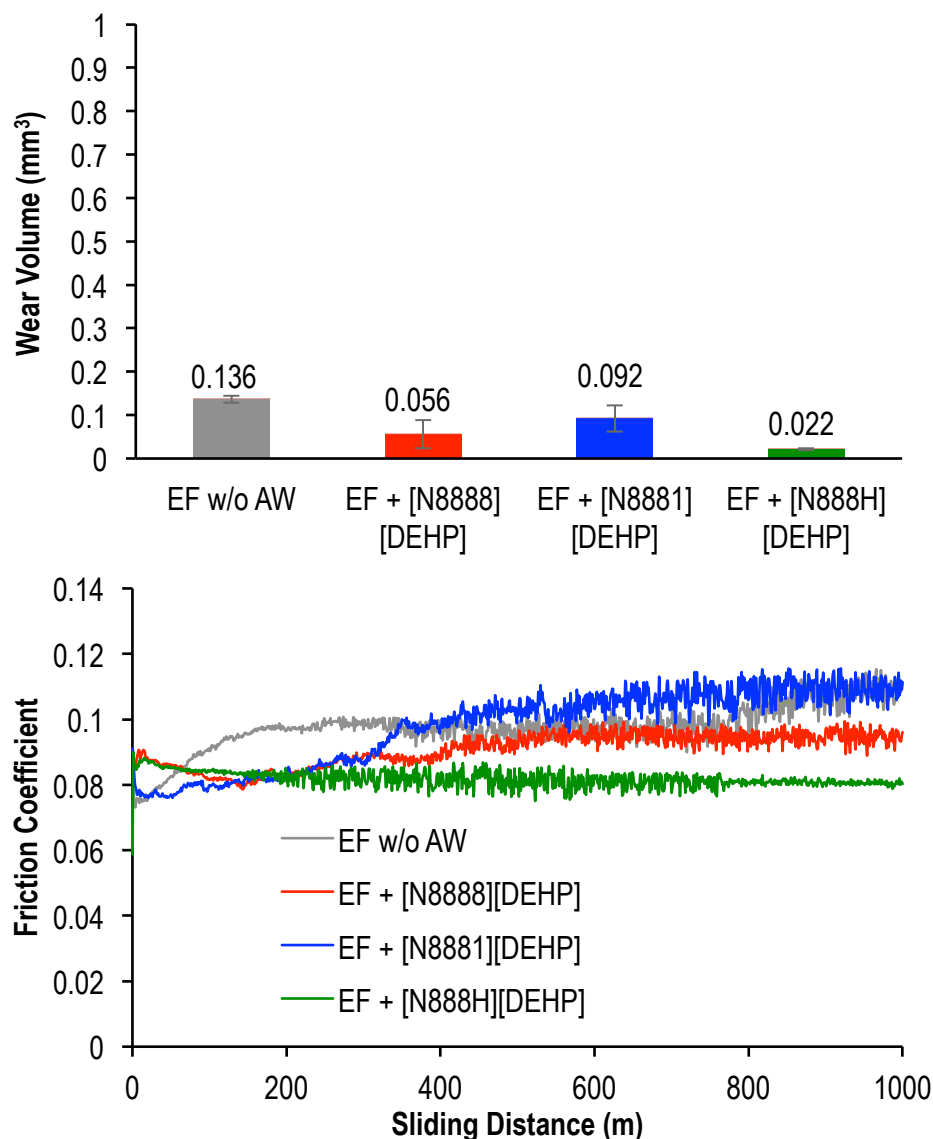 Wear Volume (mm³)
1
0.9
0.8
0.7
0.6
0.5
0.4
0.3
0.2
0.1
0
0.136
0.056
0.092
0.022
EF w/o AW
EF + [N8888]
[DEHP]
EF + [N8881]
[DEHP]
EF + [N888H]
[DEHP]
Friction Coefficient
0.14
0.12
0.1
0.08
0.06
0.04
0.02
0
EF w/o AW
EF + [N8888][DEHP]
EF + [N8881][DEHP]
EF + [N888H][DEHP]
0 200 400 600 800 1000
Sliding Distance (m)